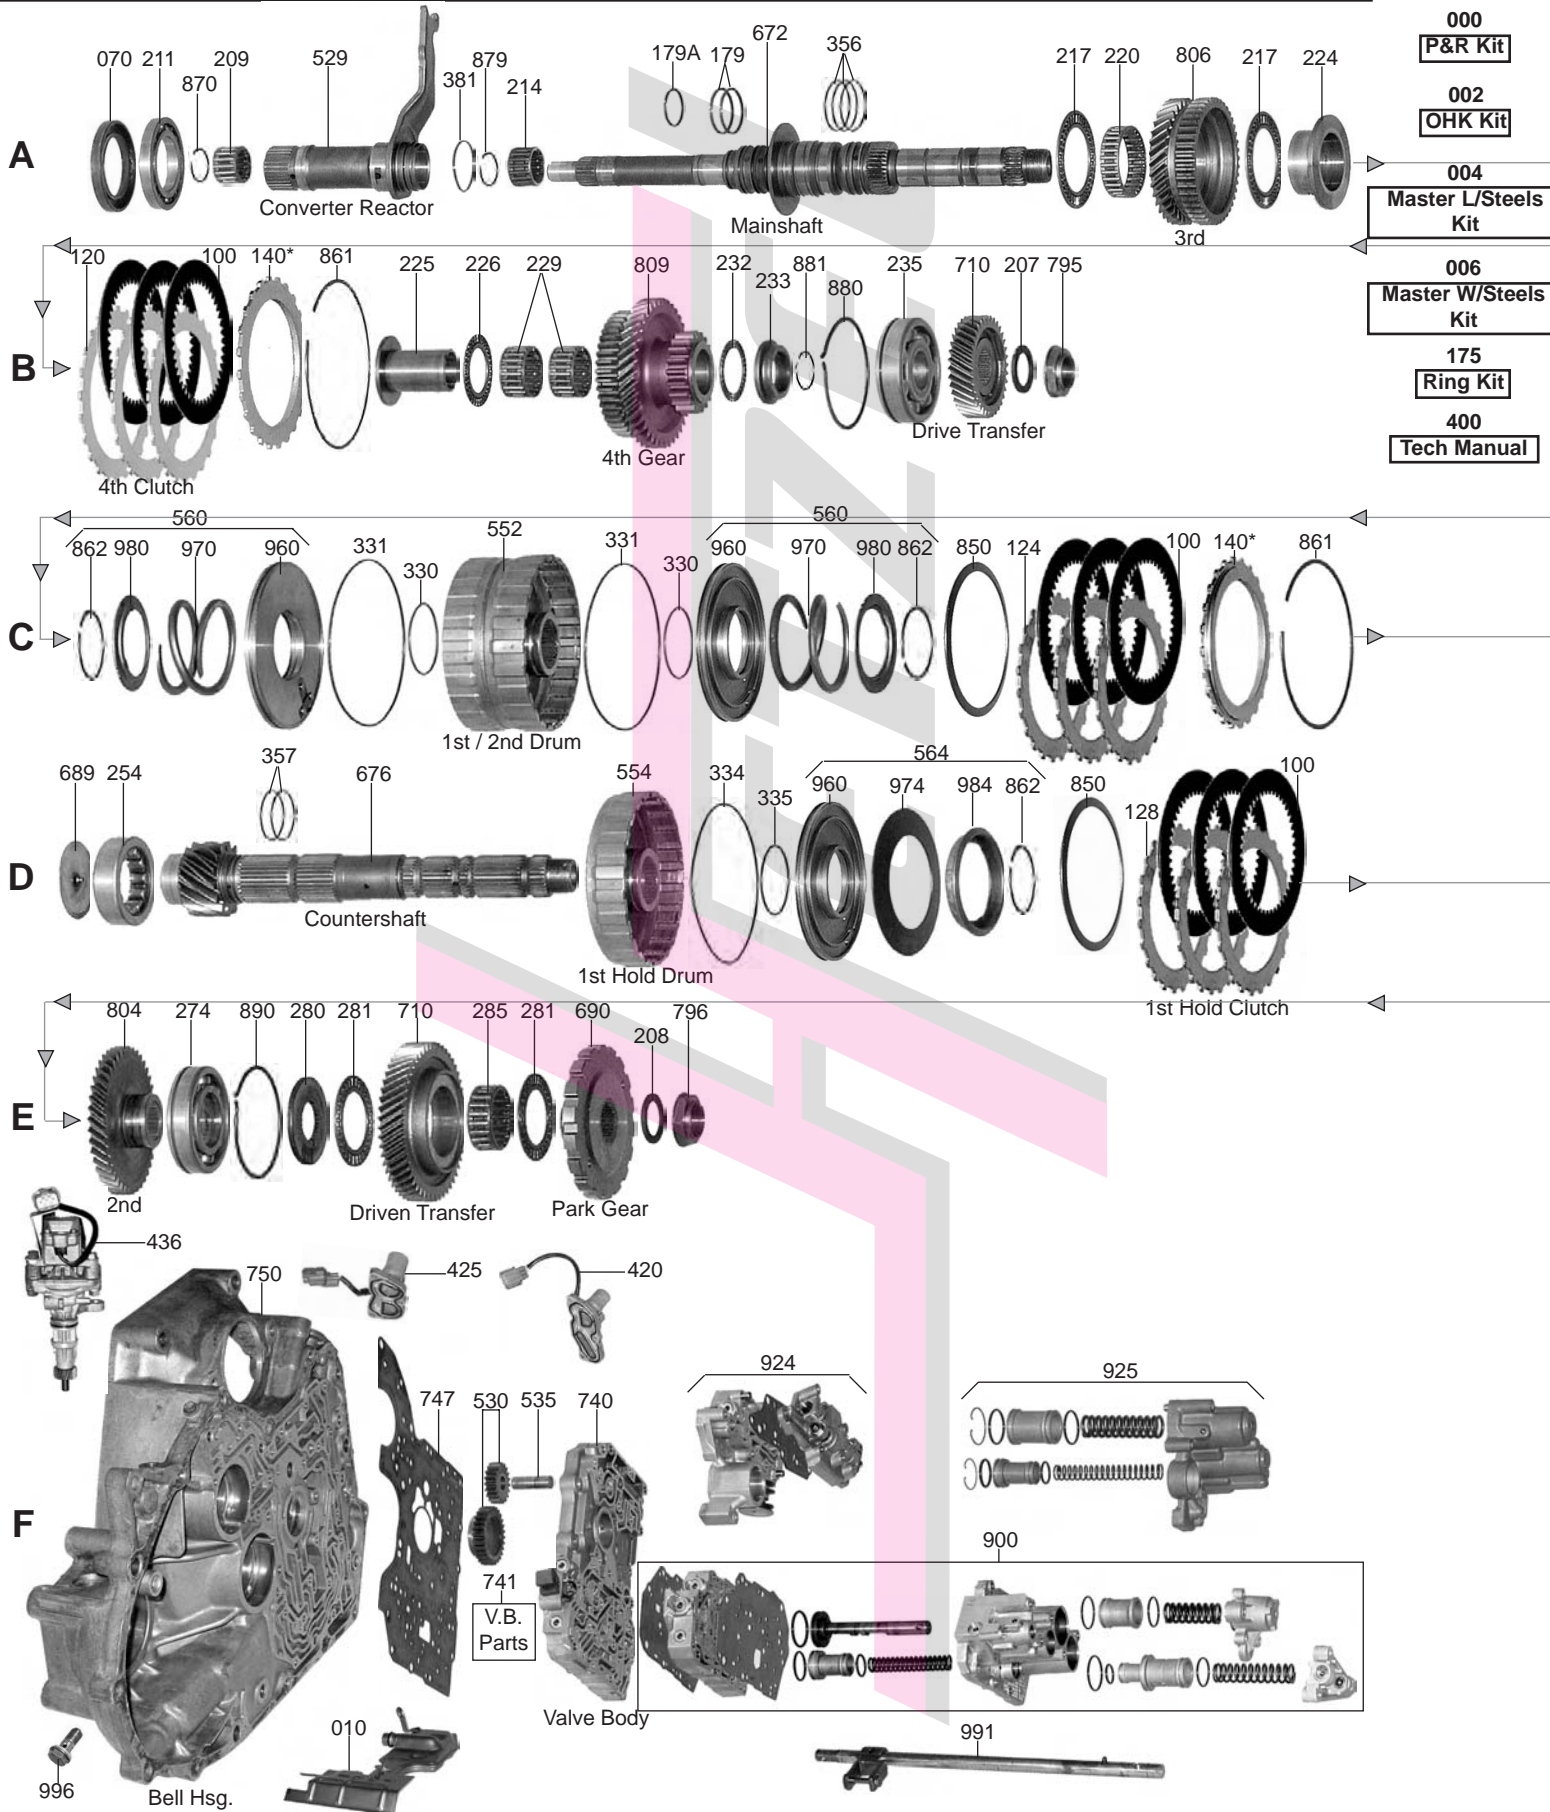 070 211 870 209 529 381 879 214 179A 179 672 356 217 220 806 217 224
A
Converter Reactor
Mainshaft
3rd
000
P&R Kit
002
OHK Kit
004
Master L/Steels
Kit
006
Master W/Steels
Kit
175
Ring Kit
400
Tech Manual
120 100 140* 861 225 226 229 809 232 233 881 880 235 710 207 795
B
4th Clutch
4th Gear
Drive Transfer
560 552 560
862 980 970 960 331 330 331 330 960 970 980 862 850 124 100 140* 861
C
1st / 2nd Drum
689 254 357 676 554 334 335 564 960 974 984 862 850 128 100
D
Countershaft
1st Hold Drum
1st Hold Clutch
804 274 890 280 281 710 285 281 690 208 796
E
2nd
Driven Transfer
Park Gear
436
750
425
420
747 530 535 740
924
925
F
741
V.B.
Parts
900
Valve Body
010
991
996
Bell Hsg.